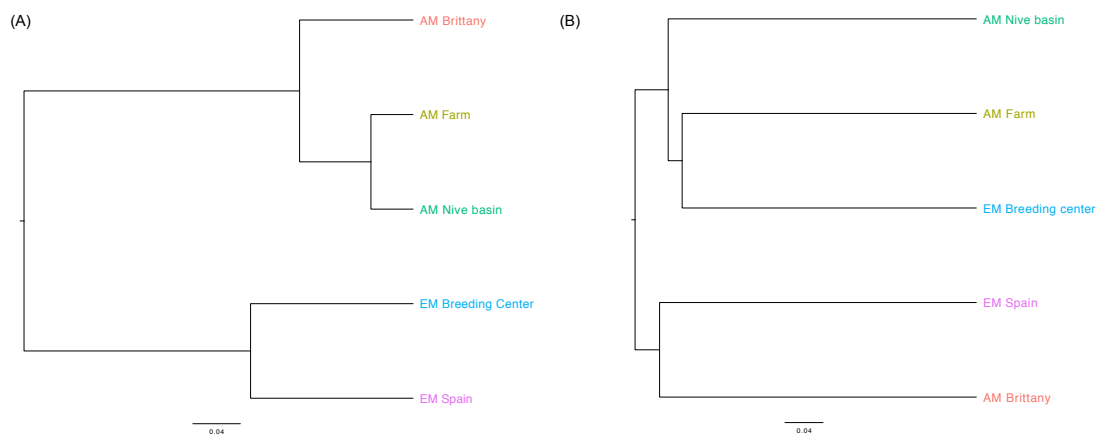 (A)
AM Brittany
AM Farm
AM Nive basin
EM Breeding Center
EM Spain
0.04
(B)
AM Nive basin
AM Farm
EM Breeding center
EM Spain
AM Brittany
0.04